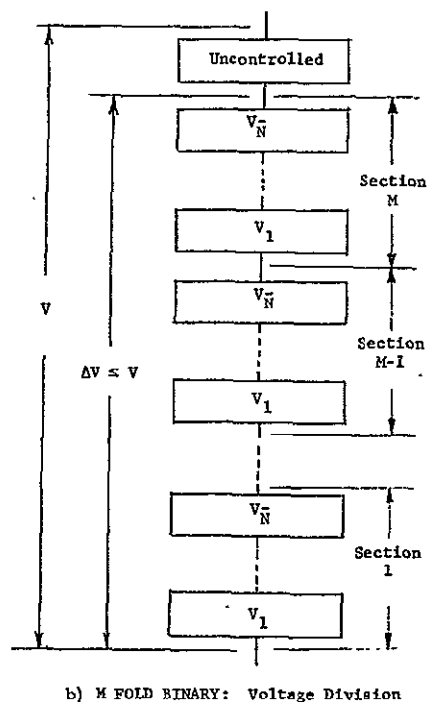 Uncontrolled
V_N̄
Section
M
V_1
V
V_N̄
Section
M-1
ΔV ≤ V
V_1
V_N̄
Section
1
V_1
b) M FOLD BINARY: Voltage Division